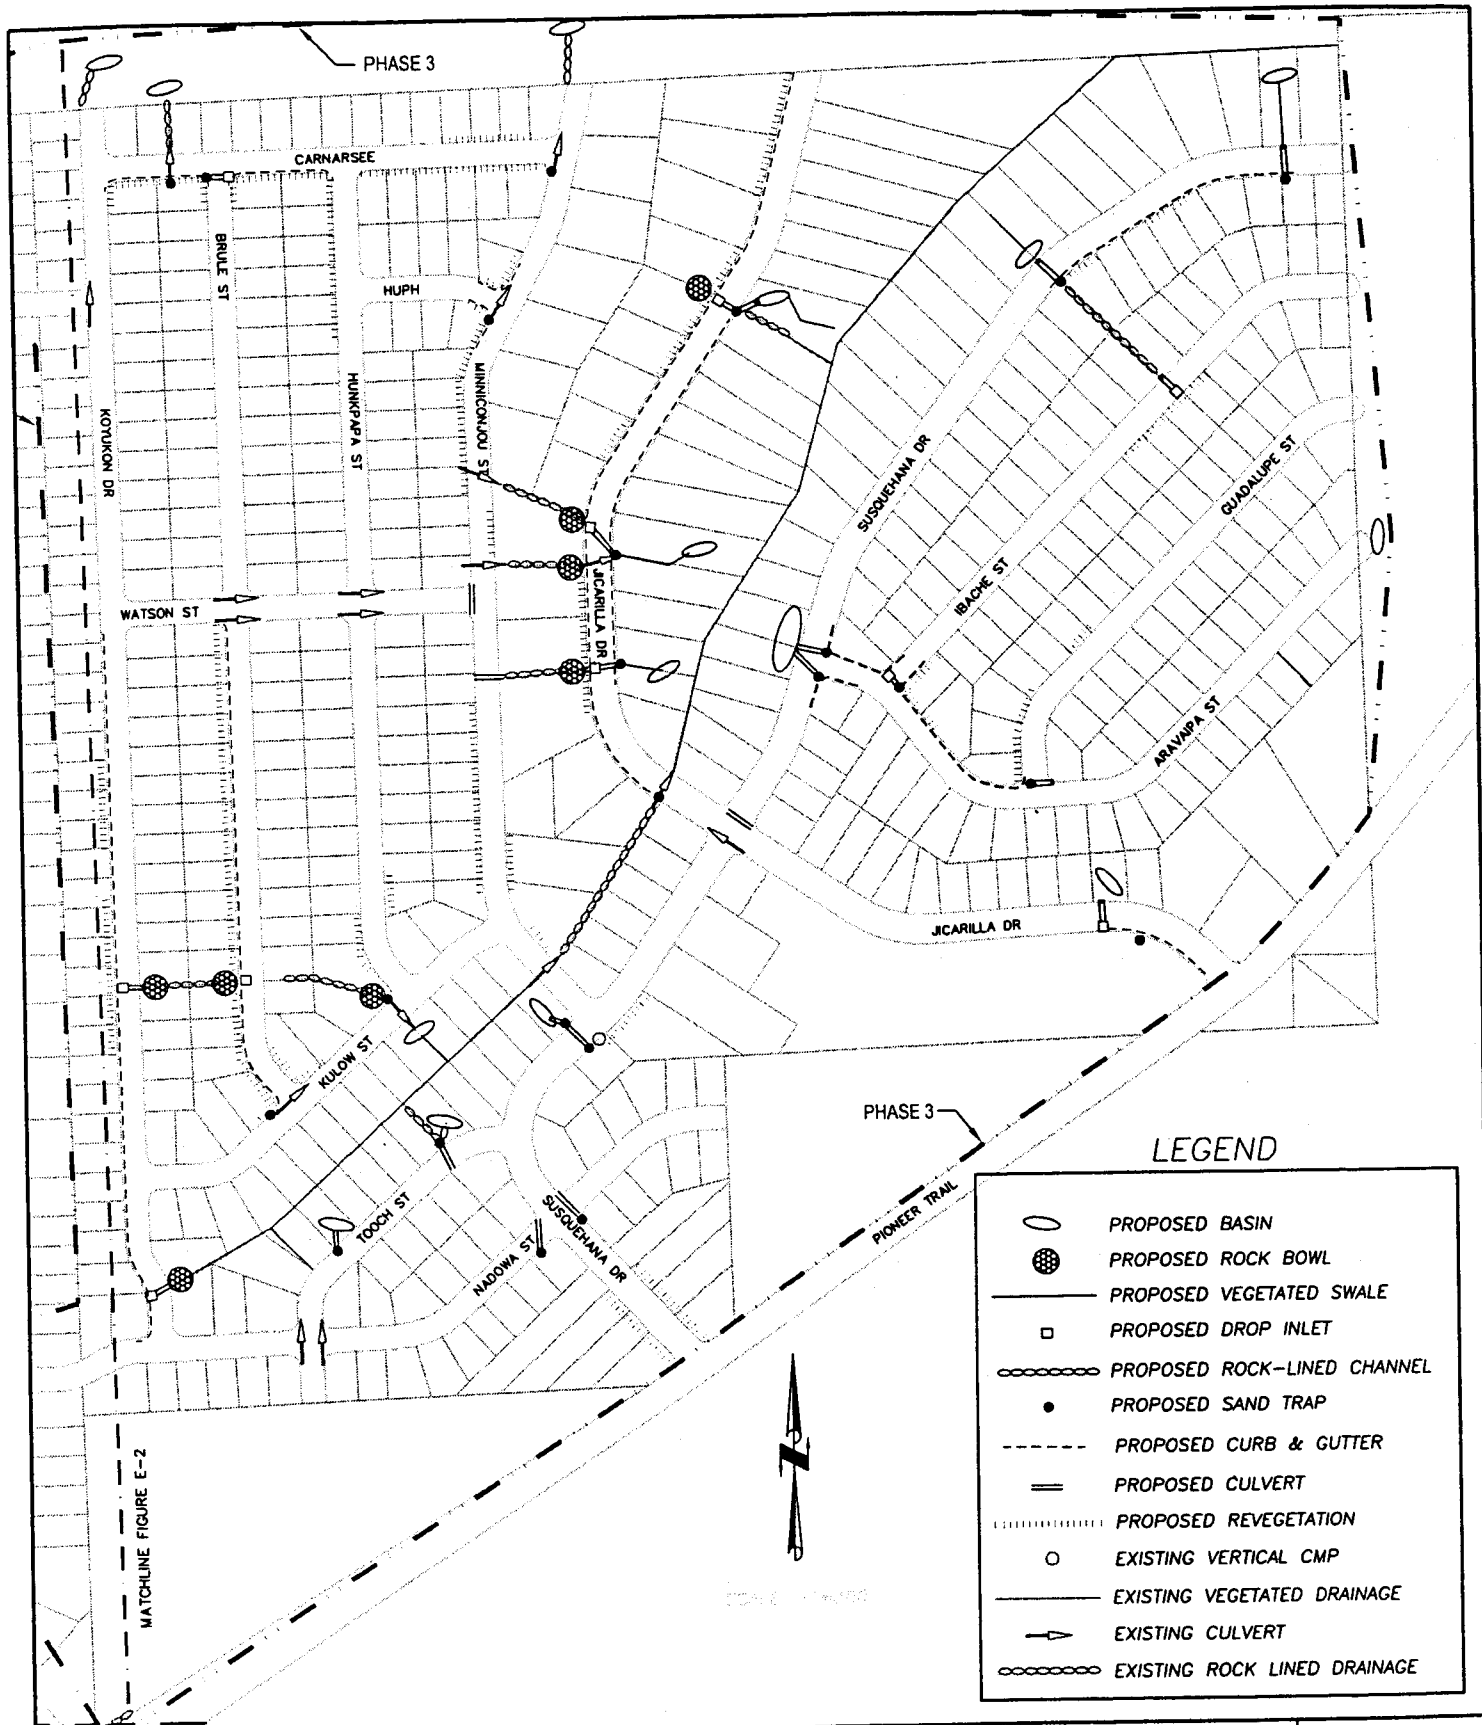 PHASE 3
CARNARSEE
BRULE ST
HUPH
KOYUKON DR
HUNKPAPA ST
MINNICONJOU ST
SUSQUEHANA DR
GUADALUPE ST
IBACHE ST
WATSON ST
JICARILLA DR
ARAVAIPA ST
JICARILLA DR
KULOW ST
PHASE 3
TOOCH ST
NADOWA ST
SUSQUEHANA DR
PIONEER TRAIL
MATCHLINE FIGURE E-2
LEGEND
PROPOSED BASIN
PROPOSED ROCK BOWL
PROPOSED VEGETATED SWALE
PROPOSED DROP INLET
PROPOSED ROCK-LINED CHANNEL
PROPOSED SAND TRAP
PROPOSED CURB & GUTTER
PROPOSED CULVERT
PROPOSED REVEGETATION
EXISTING VERTICAL CMP
EXISTING VEGETATED DRAINAGE
EXISTING CULVERT
EXISTING ROCK LINED DRAINAGE